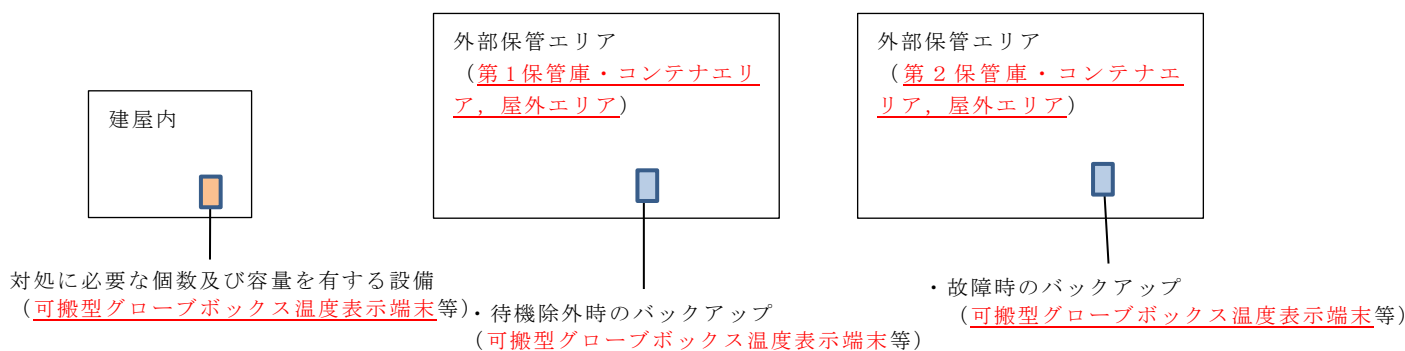 建屋内
対処に必要な個数及び容量を有する設備
（可搬型グローブボックス温度表示端末等）
外部保管エリア
（第１保管庫・コンテナエリ
ア，屋外エリア）
・待機除外時のバックアップ
（可搬型グローブボックス温度表示端末等）
外部保管エリア
（第２保管庫・コンテナエ
リア，屋外エリア）
・故障時のバックアップ
（可搬型グローブボックス温度表示端末等）